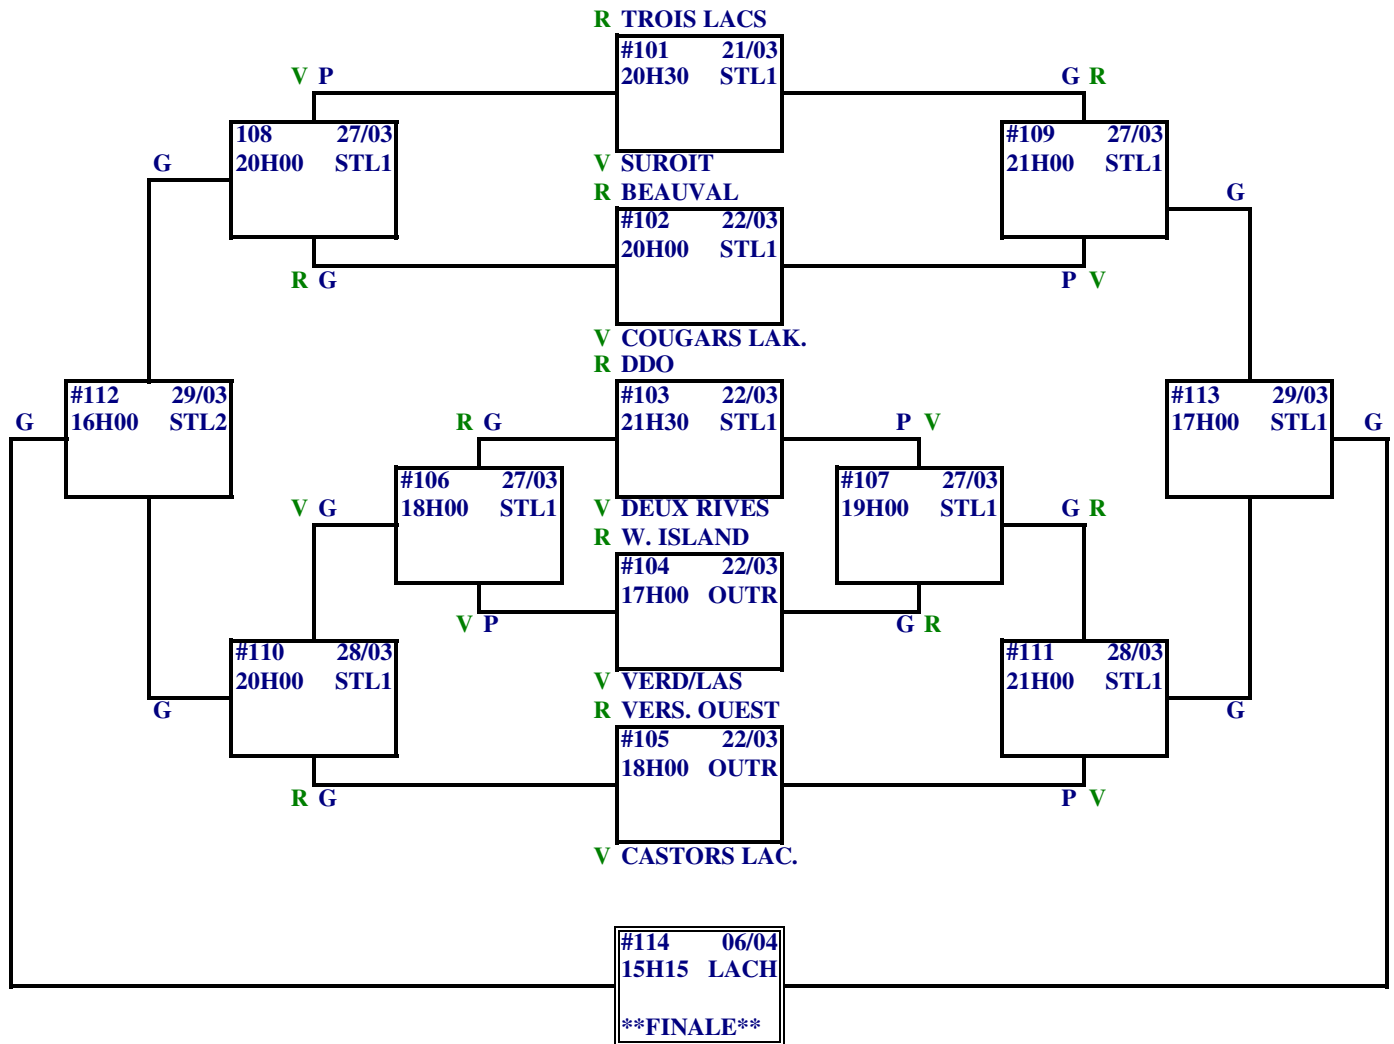 R TROIS LACS
#101 21/03
20H30 STL1
V P
G R
108 27/03
20H00 STL1
#109 27/03
21H00 STL1
G
V SUROIT
R BEAUVAL
G
#102 22/03
20H00 STL1
R G
P V
V COUGARS LAK.
R DDO
#112 29/03
16H00 STL2
#103 22/03
21H30 STL1
#113 29/03
17H00 STL1
G
R G
P V
G
#106 27/03
18H00 STL1
#107 27/03
19H00 STL1
V G
V DEUX RIVES
G R
R W. ISLAND
#104 22/03
17H00 OUTR
V P
G R
#110 28/03
20H00 STL1
#111 28/03
21H00 STL1
V VERD/LAS
G
R VERS. OUEST
G
#105 22/03
18H00 OUTR
R G
P V
V CASTORS LAC.
#114 06/04
15H15 LACH
**FINALE**